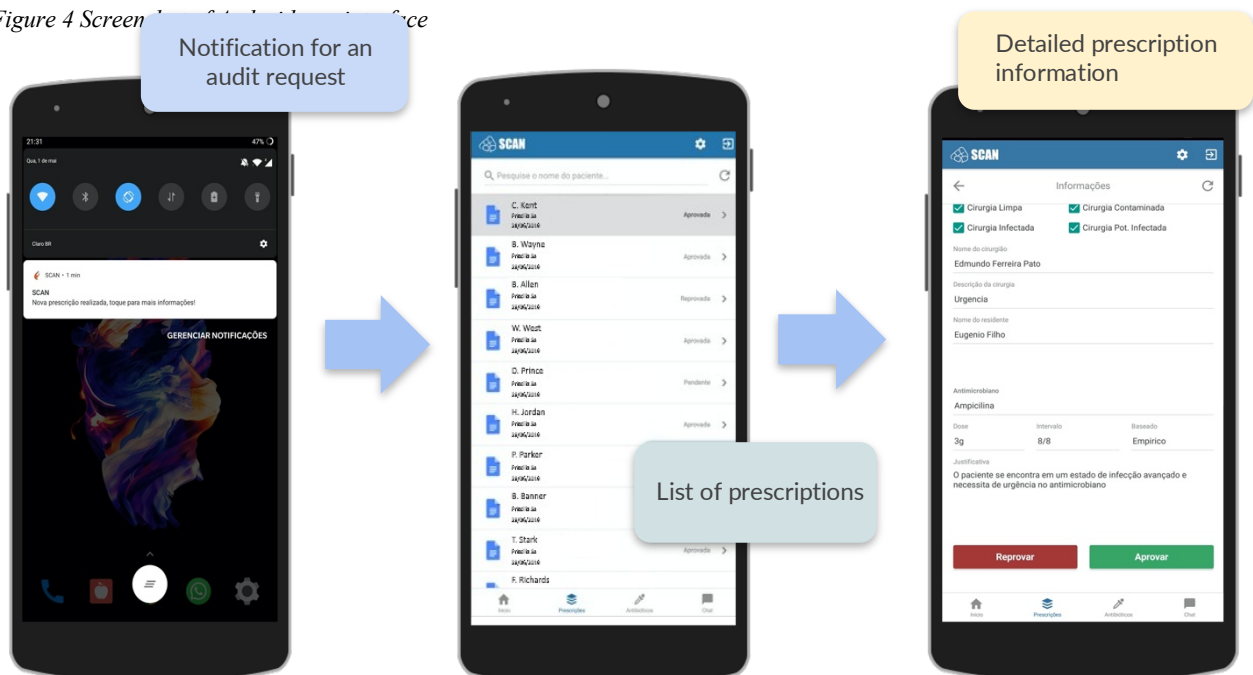 Figure 4 Screen
face
Notification for an
audit request
21:31
47%
Qua, 1 de mai
Claro BR
SCAN • 1 min
SCAN
Nova prescrição realizada, toque para mais informações!
GERENCIAR NOTIFICAÇÕES
SCAN
Pesquise o nome do paciente...
C. Kent
Aprovada
B. Wayne
Aprovada
B. Allen
Reprovada
W. West
Aprovada
D. Prince
Pendente
H. Jordan
Aprovada
P. Parker
B. Banner
T. Stark
Aprovada
F. Richards
Início
Prescrições
Antibióticos
Chat
List of prescriptions
Detailed prescription
information
SCAN
Informações
Cirurgia Limpa
Cirurgia Contaminada
Cirurgia Infectada
Cirurgia Pot. Infectada
Nome do cirurgião
Edmundo Ferreira Pato
Descrição da cirurgia
Urgencia
Nome do residente
Eugenio Filho
Antimicrobiano
Ampicilina
Dose
Intervalo
Baseado
3g
8/8
Empirico
Justificativa
O paciente se encontra em um estado de infecção avançado e
necessita de urgência no antimicrobiano
Reprovar
Aprovar
Início
Prescrições
Antibióticos
Chat